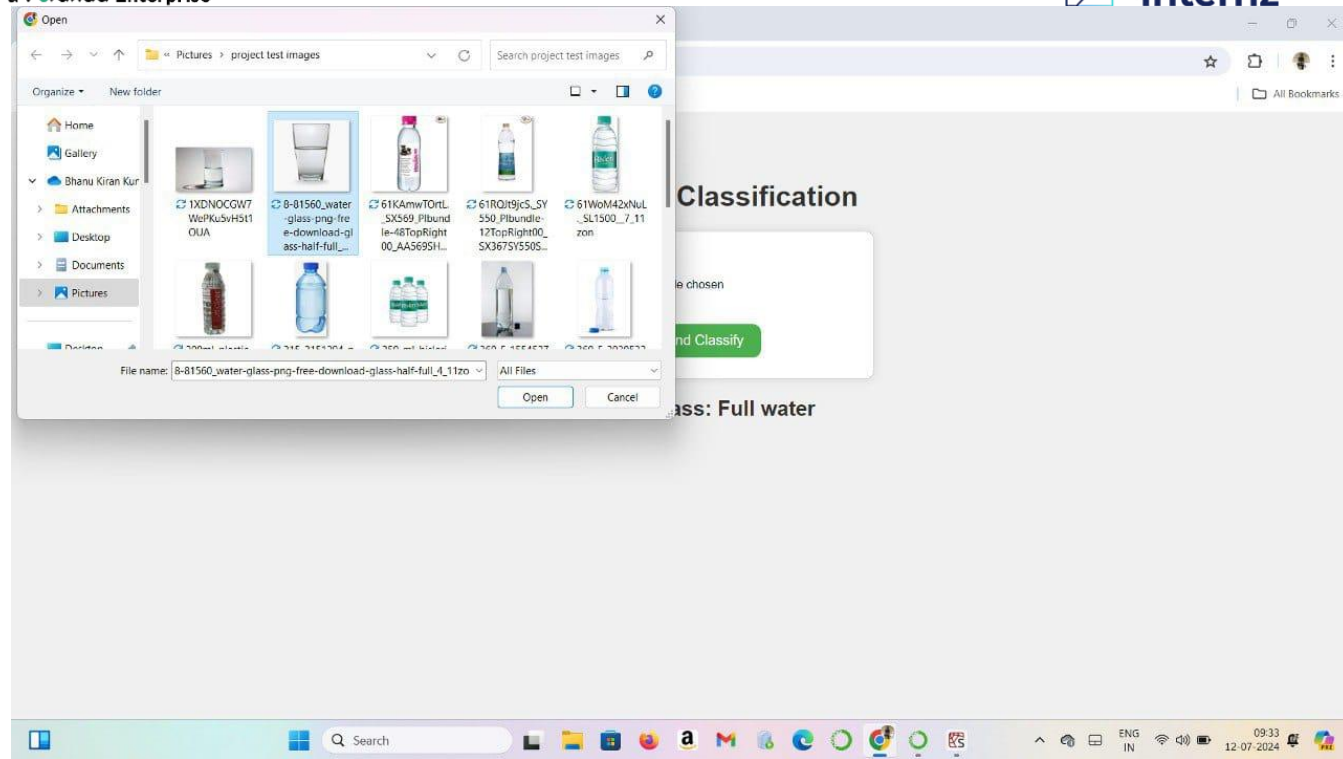 Enterprise
Open
« Pictures > project test images
Search project test images
Organize
New folder
All Bookmarks
Home
Gallery
Bhanu Kiran Kur
Attachments
Desktop
Documents
Pictures
1XDNOCGW7
WePKu5vH5t1
OUA
8-81560_water
-glass-png-fre
e-download-gl
ass-half-full_...
61KAmwTOrtL.
_SX569_PIbund
le-48TopRight
00_AA569SH...
61RQJt9jcS._SY
550_PIbundle-
12TopRight00_
SX367SY550S...
61WoM42xNuL
._SL1500__7_11
zon
Classification
le chosen
nd Classify
File name:
8-81560_water-glass-png-free-download-glass-half-full_4_11zo
All Files
Open
Cancel
ass: Full water
Search
ENG
IN
09:33
12-07-2024